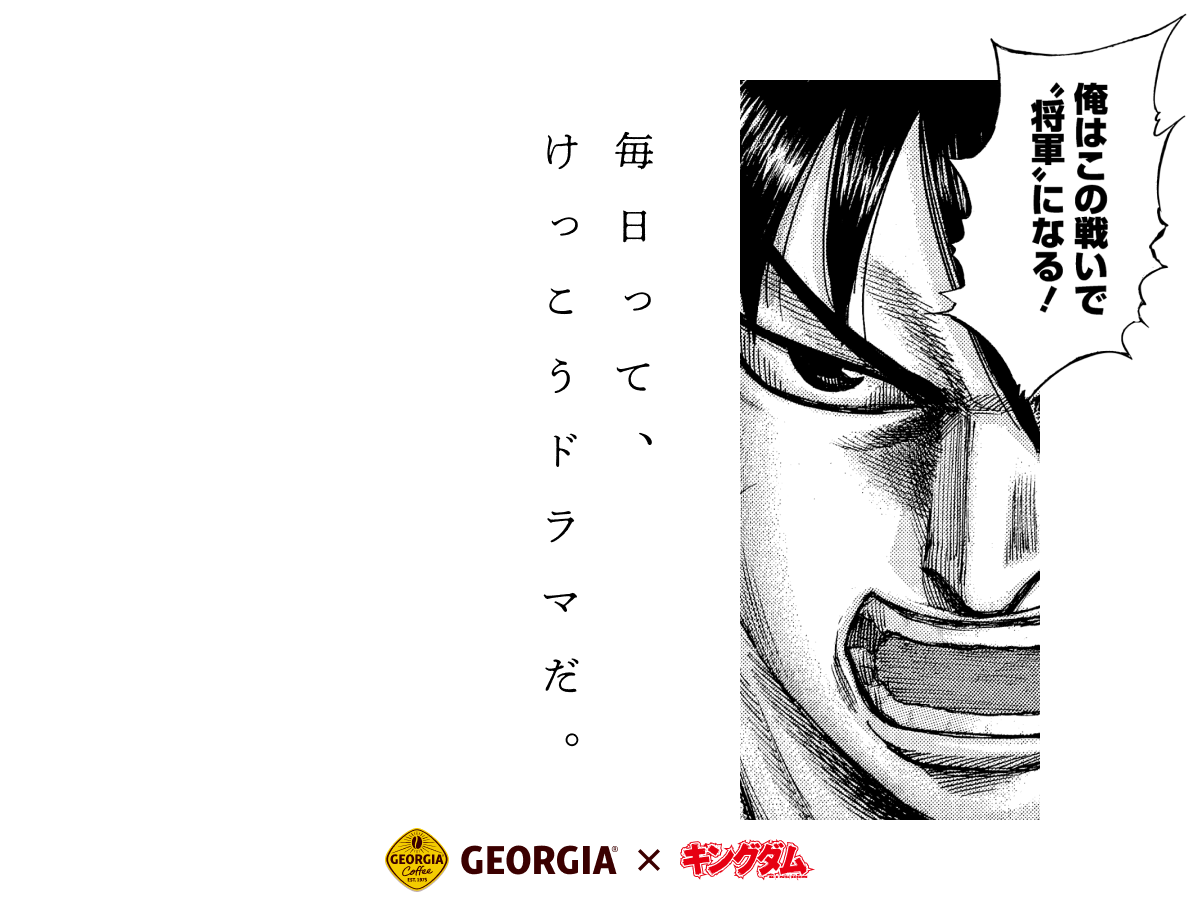 俺はこの戦いで
〝将軍〟になる!
毎日って、
けっこうドラマだ。
GEORGIA
Coffee
EST. 1975
GEORGIA® × キングダム